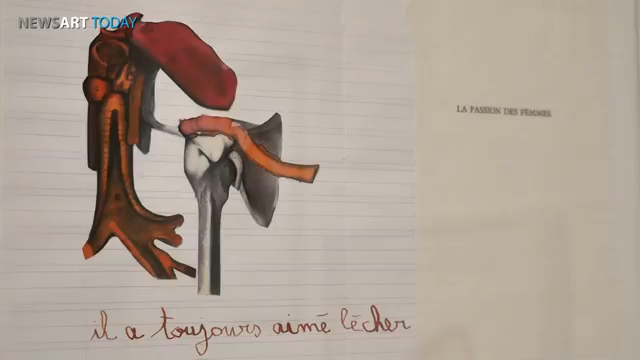 NEWSART TODAY
LA PASSION DES FEMMES
il a toujours aimé lécher